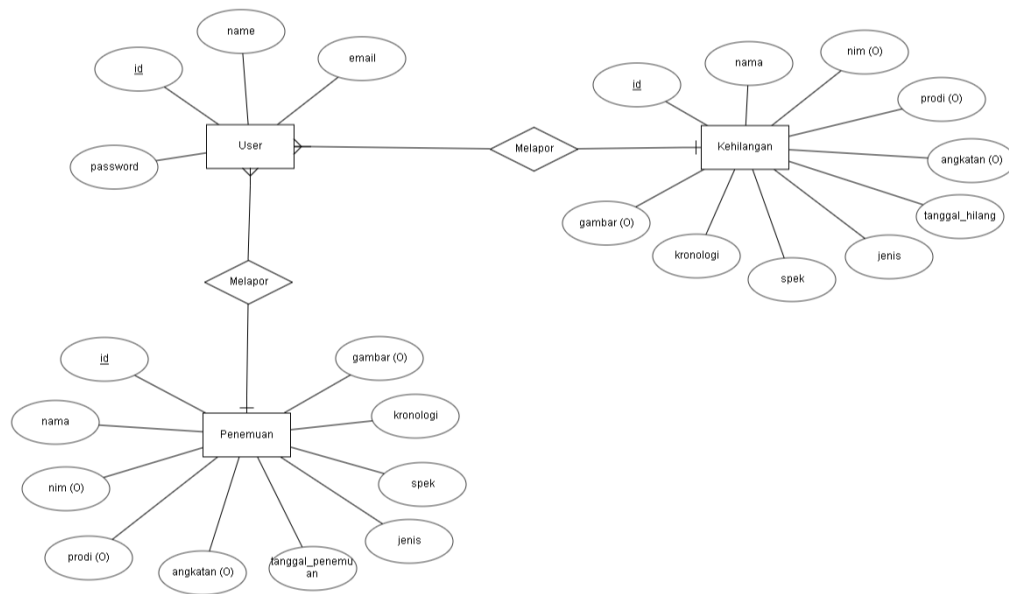 name
id
email
User
password
Melapor
id
nama
nim (O)
prodi (O)
Kehilangan
angkatan (O)
tanggal_hilang
jenis
spek
kronologi
gambar (O)
Melapor
id
gambar (O)
nama
kronologi
Penemuan
nim (O)
spek
prodi (O)
angkatan (O)
tanggal_penemu
an
jenis